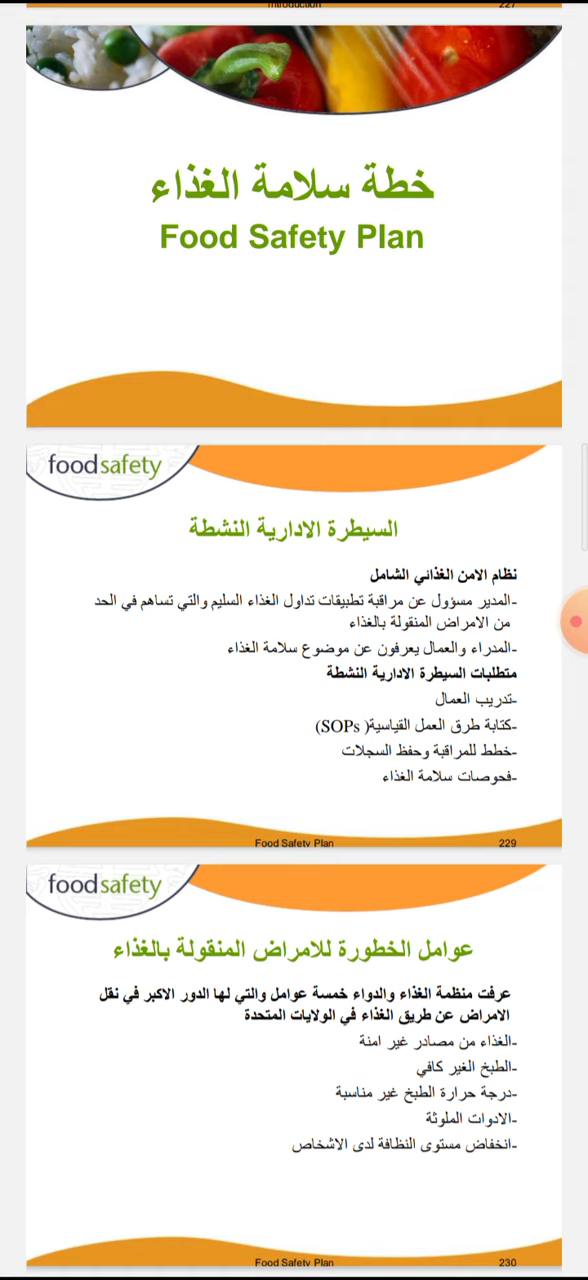 Introduction 227
خطة سلامة الغذاء
Food Safety Plan
foodsafety
السيطرة الادارية النشطة
نظام الامن الغذائي الشامل
-المدير مسؤول عن مراقبة تطبيقات تداول الغذاء السليم والتي تساهم في الحد
من الامراض المنقولة بالغذاء
-المدراء والعمال يعرفون عن موضوع سلامة الغذاء
متطلبات السيطرة الادارية النشطة
-تدريب العمال
-كتابة طرق العمل القياسية( SOPs)
-خطط للمراقبة وحفظ السجلات
-فحوصات سلامة الغذاء
Food Safety Plan 229
foodsafety
عوامل الخطورة للامراض المنقولة بالغذاء
عرفت منظمة الغذاء والدواء خمسة عوامل والتي لها الدور الاكبر في نقل
الامراض عن طريق الغذاء في الولايات المتحدة
-الغذاء من مصادر غير امنة
-الطبخ الغير كافي
-درجة حرارة الطبخ غير مناسبة
-الادوات الملوثة
-انخفاض مستوى النظافة لدى الاشخاص
Food Safety Plan 230